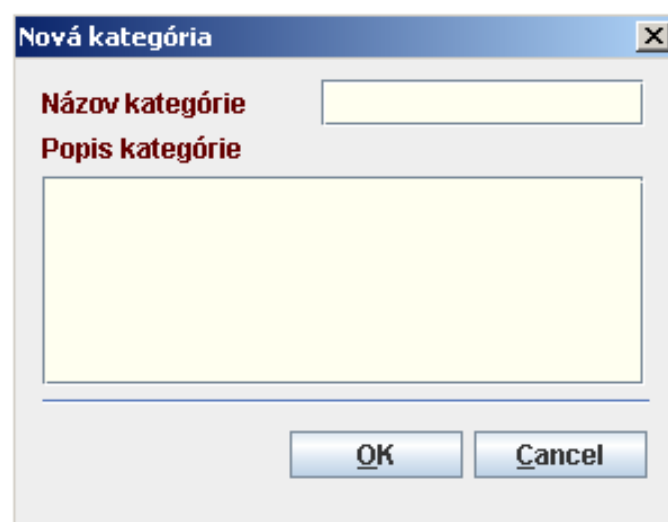 Nová kategória
Názov kategórie
Popis kategórie
OK Cancel